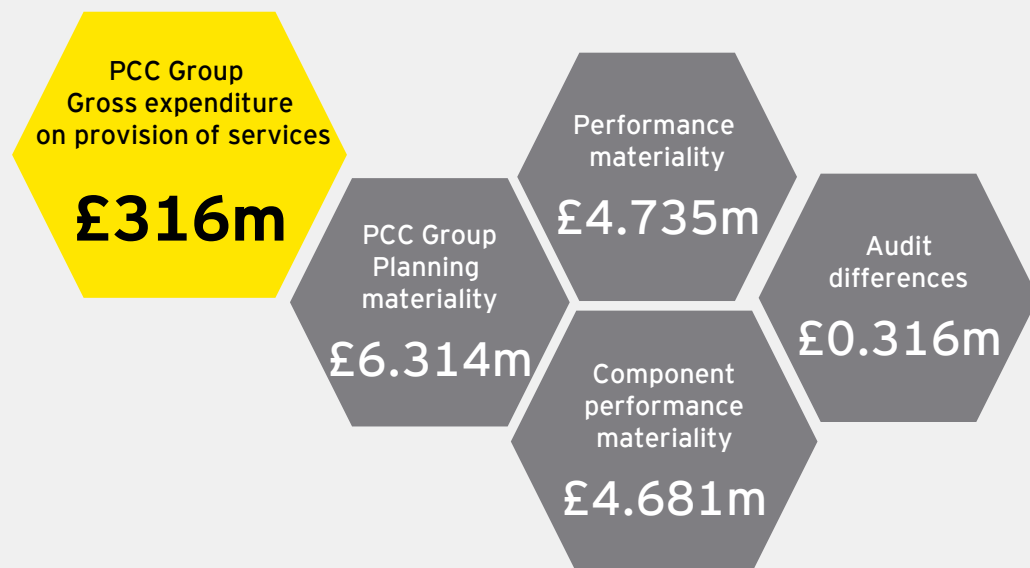 PCC Group
Gross expenditure
on provision of services
£316m
PCC Group
Planning
materiality
£6.314m
Performance
materiality
£4.735m
Component
performance
materiality
£4.681m
Audit
differences
£0.316m